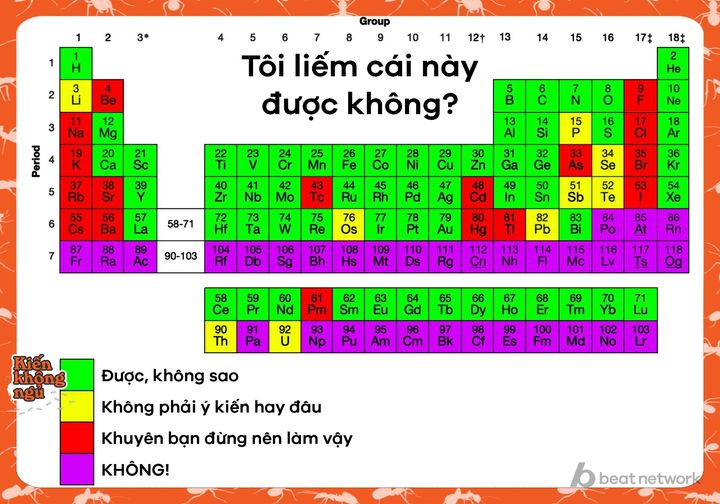 Group
1 2 3* 4 5 6 7 8 9 10 11 12† 13 14 15 16 17‡ 18‡
Tôi liếm cái này
được không?
Period
1 1 H 2 He
2 3 Li 4 Be 5 B 6 C 7 N 8 O 9 F 10 Ne
3 11 Na 12 Mg 13 Al 14 Si 15 P 16 S 17 Cl 18 Ar
4 19 K 20 Ca 21 Sc 22 Ti 23 V 24 Cr 25 Mn 26 Fe 27 Co 28 Ni 29 Cu 30 Zn 31 Ga 32 Ge 33 As 34 Se 35 Br 36 Kr
5 37 Rb 38 Sr 39 Y 40 Zr 41 Nb 42 Mo 43 Tc 44 Ru 45 Rh 46 Pd 47 Ag 48 Cd 49 In 50 Sn 51 Sb 52 Te 53 I 54 Xe
6 55 Cs 56 Ba 57 La 58-71 72 Hf 73 Ta 74 W 75 Re 76 Os 77 Ir 78 Pt 79 Au 80 Hg 81 Tl 82 Pb 83 Bi 84 Po 85 At 86 Rn
7 87 Fr 88 Ra 89 Ac 90-103 104 Rf 105 Db 106 Sg 107 Bh 108 Hs 109 Mt 110 Ds 111 Rg 112 Cn 113 Nh 114 Fl 115 Mc 116 Lv 117 Ts 118 Og
58 Ce 59 Pr 60 Nd 61 Pm 62 Sm 63 Eu 64 Gd 65 Tb 66 Dy 67 Ho 68 Er 69 Tm 70 Yb 71 Lu
90 Th 91 Pa 92 U 93 Np 94 Pu 95 Am 96 Cm 97 Bk 98 Cf 99 Es 100 Fm 101 Md 102 No 103 Lr
Kiến
không
ngủ
Được, không sao
Không phải ý kiến hay đâu
Khuyên bạn đừng nên làm vậy
KHÔNG!
beat network